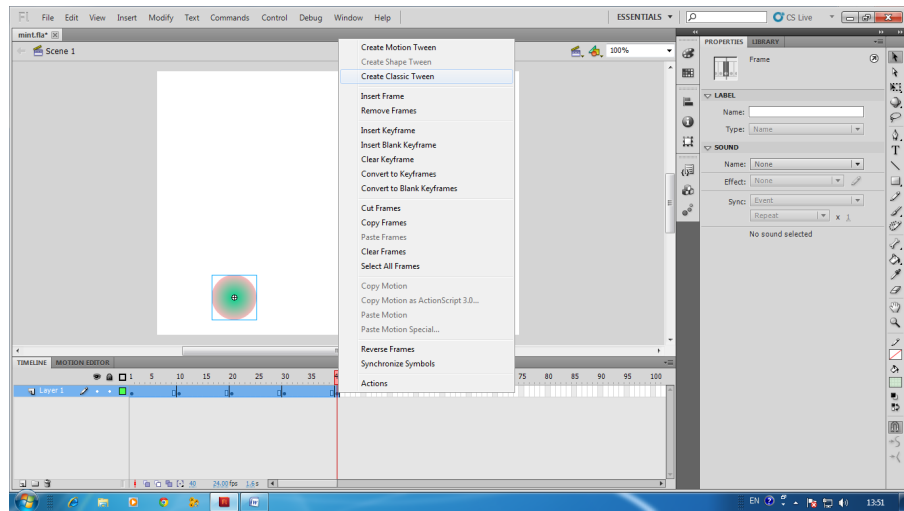 Fl File Edit View Insert Modify Text Commands Control Debug Window Help ESSENTIALS CS Live
mint.fla*
Scene 1 100%
Create Motion Tween
Create Shape Tween
Create Classic Tween
Insert Frame
Remove Frames
Insert Keyframe
Insert Blank Keyframe
Clear Keyframe
Convert to Keyframes
Convert to Blank Keyframes
Cut Frames
Copy Frames
Paste Frames
Clear Frames
Select All Frames
Copy Motion
Copy Motion as ActionScript 3.0...
Paste Motion
Paste Motion Special...
Reverse Frames
Synchronize Symbols
Actions
PROPERTIES LIBRARY
Frame
LABEL
Name:
Type: Name
SOUND
Name: None
Effect: None
Sync: Event
Repeat x 1
No sound selected
TIMELINE MOTION EDITOR
1 5 10 15 20 25 30 35 75 80 85 90 95 100
Layer 1
40 24.00 fps 1.6 s
EN 13:51